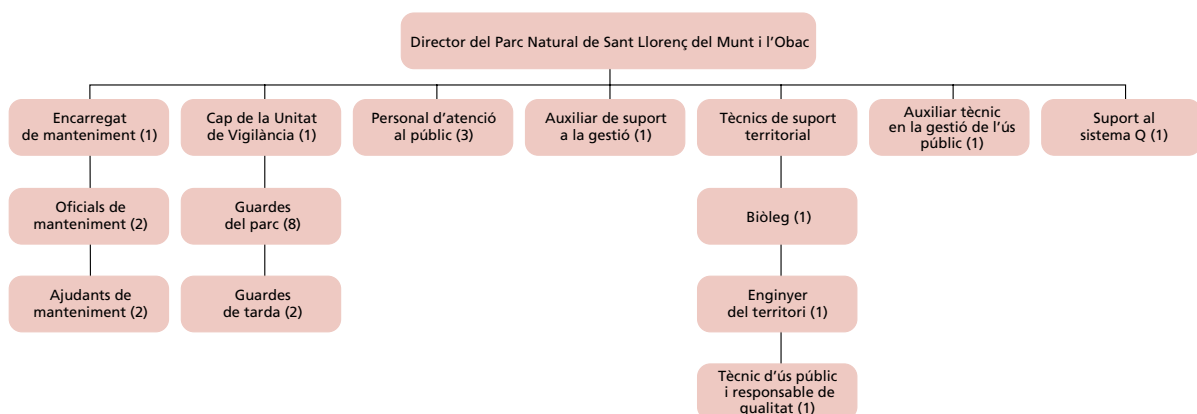 Director del Parc Natural de Sant Llorenç del Munt i l’Obac
Encarregat
de manteniment (1)
Cap de la Unitat
de Vigilància (1)
Personal d’atenció
al públic (3)
Auxiliar de suport
a la gestió (1)
Tècnics de suport
territorial
Auxiliar tècnic
en la gestió de l’ús
públic (1)
Suport al
sistema Q (1)
Oficials de
manteniment (2)
Guardes
del parc (8)
Biòleg (1)
Ajudants de
manteniment (2)
Guardes
de tarda (2)
Enginyer
del territori (1)
Tècnic d’ús públic
i responsable de
qualitat (1)